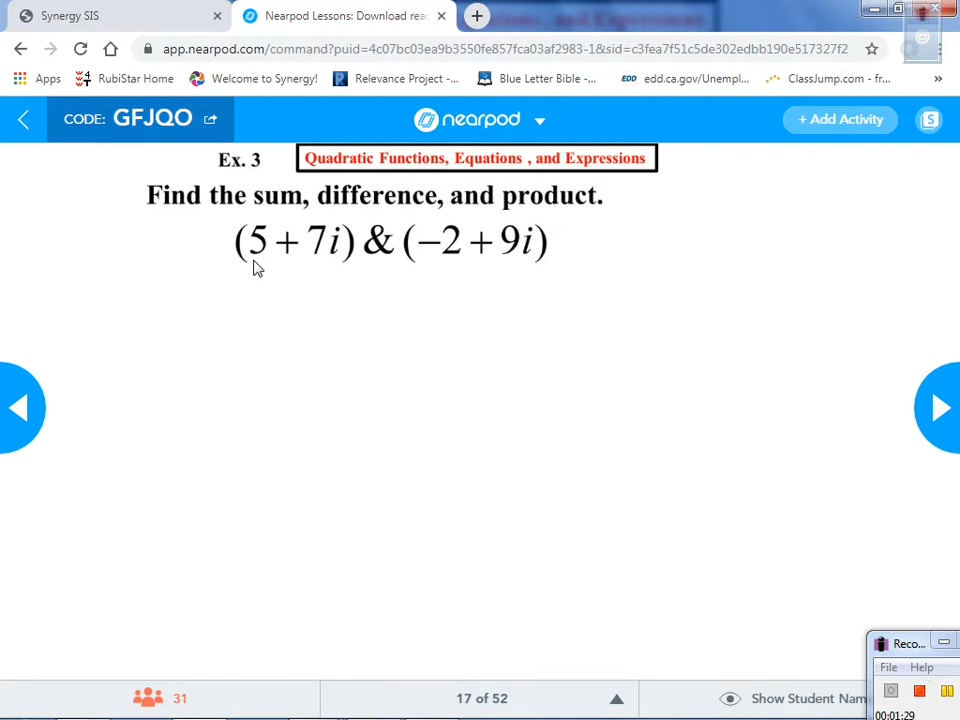 Synergy SIS
Nearpod Lessons: Download rea
app.nearpod.com/command?puid=4c07bc03ea9b3550fe857fca03af2983-1&sid=c3fea7f51c5de302edbb190e517327f2
Apps RubiStar Home Welcome to Synergy! Relevance Project -... Blue Letter Bible -... EDD edd.ca.gov/Unempl... ClassJump.com - fr... »
CODE: GFJQO nearpod + Add Activity S
Ex. 3 Quadratic Functions, Equations , and Expressions
Find the sum, difference, and product.
(5 + 7i) & (−2 + 9i)
Reco...
File Help
31 17 of 52 Show Student Nam
00:01:29